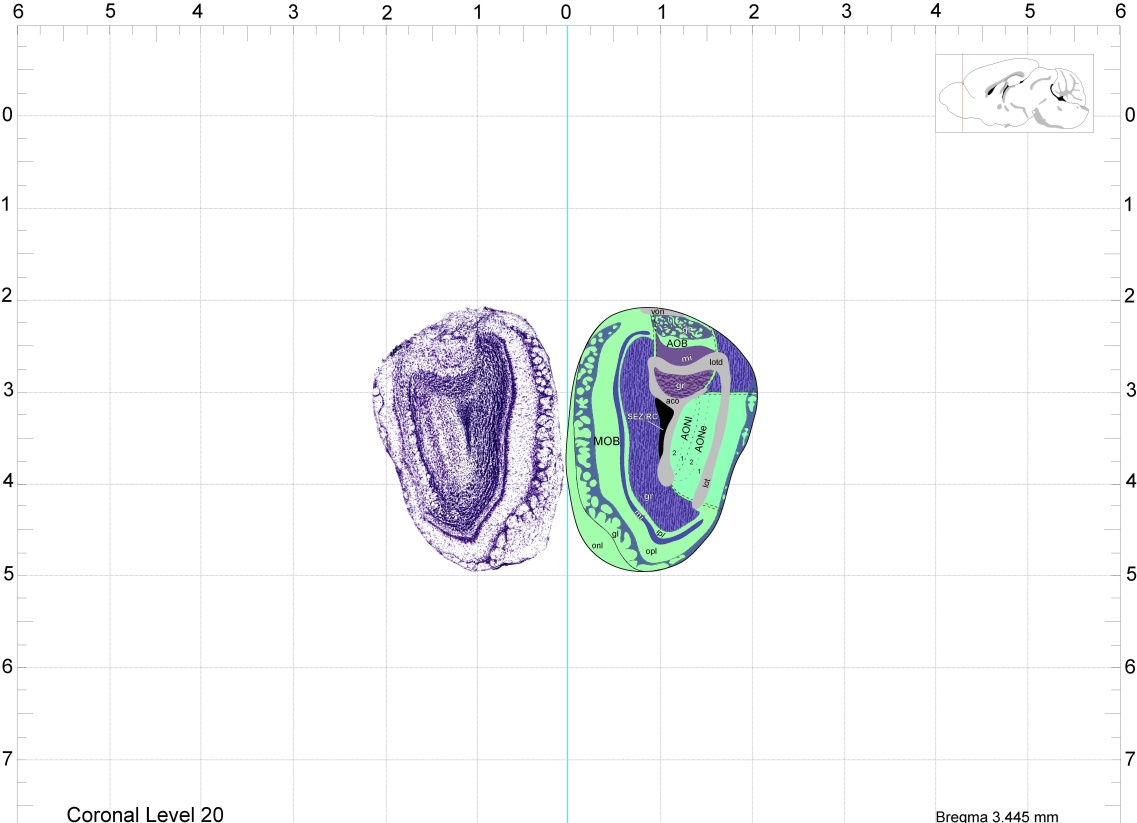 6 5 4 3 2 1 0 1 2 3 4 5 6
0 0
1 1
2 2
von
gl
AOB
mi
lotd
3 3
gr
aco
SEZ/RC
AONl
AONe
MOB
2 1 2 1
4 4
lot
gr
mi
ipl
gl
onl
opl
5 5
6 6
7 7
Coronal Level 20
Bregma 3.445 mm